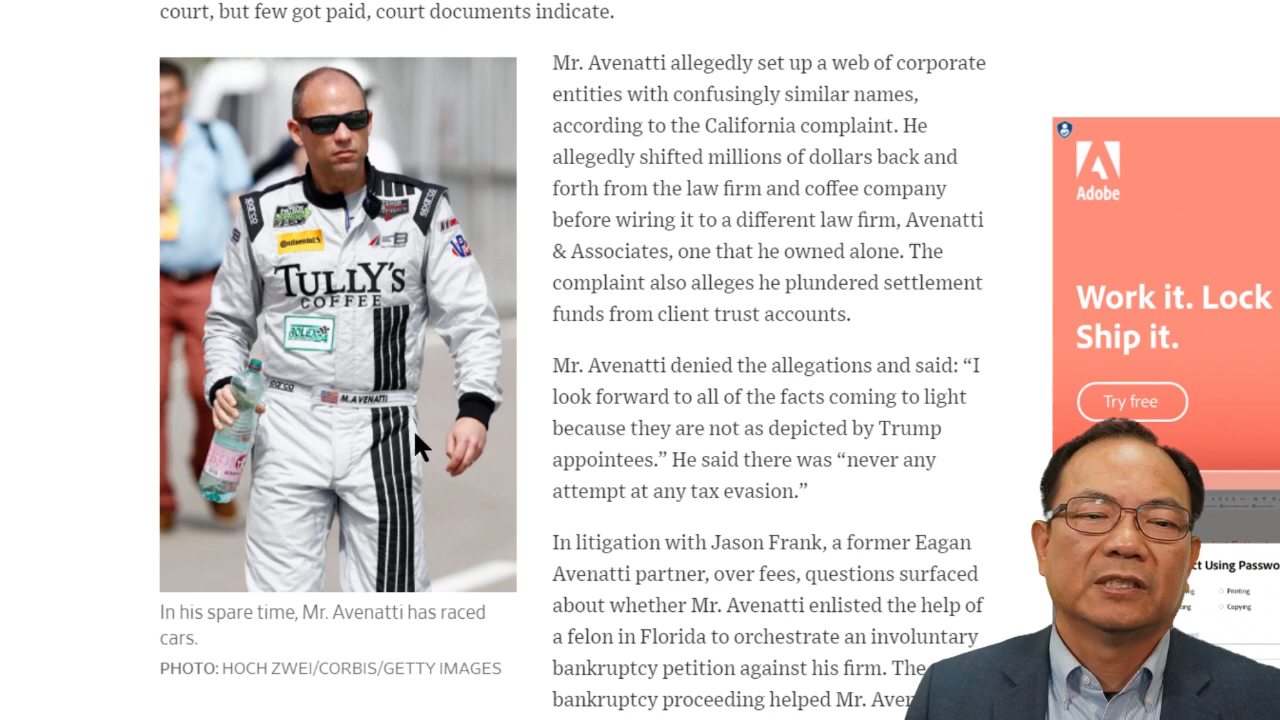 court, but few got paid, court documents indicate.
Mr. Avenatti allegedly set up a web of corporate
entities with confusingly similar names,
according to the California complaint. He
allegedly shifted millions of dollars back and
forth from the law firm and coffee company
before wiring it to a different law firm, Avenatti
& Associates, one that he owned alone. The
complaint also alleges he plundered settlement
funds from client trust accounts.
Mr. Avenatti denied the allegations and said: “I
look forward to all of the facts coming to light
because they are not as depicted by Trump
appointees.” He said there was “never any
attempt at any tax evasion.”
In litigation with Jason Frank, a former Eagan
Avenatti partner, over fees, questions surfaced
about whether Mr. Avenatti enlisted the help of
a felon in Florida to orchestrate an involuntary
bankruptcy petition against his firm. The
bankruptcy proceeding helped Mr. Aven
sparco
sparco
Continental
TULLY'S
COFFEE
ROLEX
sparco
M.AVENATTI
In his spare time, Mr. Avenatti has raced
cars.
PHOTO: HOCH ZWEI/CORBIS/GETTY IMAGES
Adobe
Work it. Lock
Ship it.
Try free
ct Using Passwo
Printing
Copying